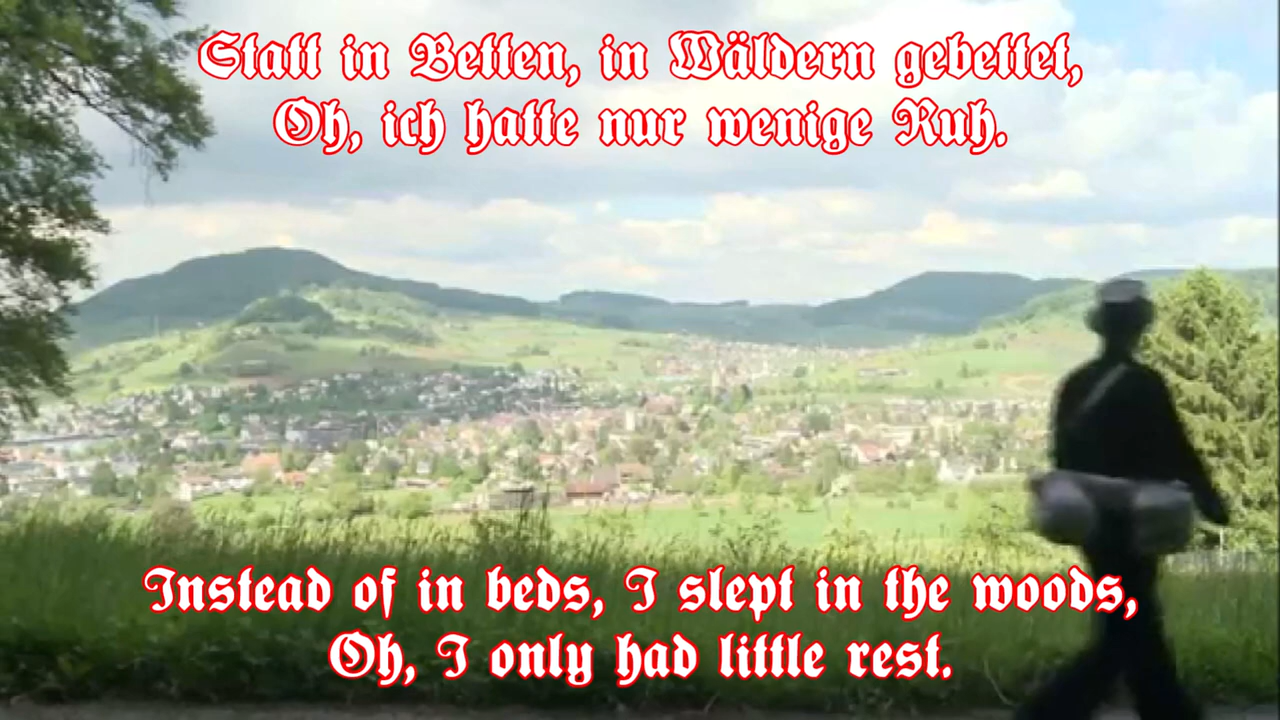 Statt in Betten, in Wäldern gebettet,
Oh, ich hatte nur wenige Ruh.
Instead of in beds, I slept in the woods,
Oh, I only had little rest.